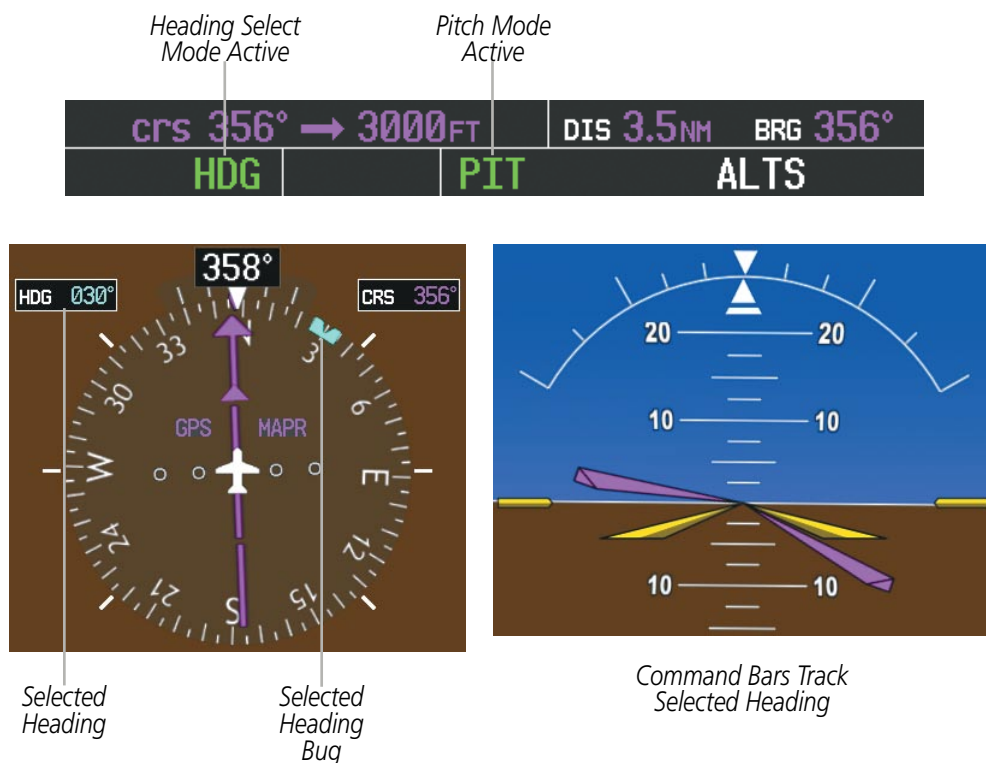 Heading Select
Mode Active
Pitch Mode
Active
crs 356° → 3000FT DIS 3.5NM BRG 356°
HDG PIT ALTS
358°
HDG 030°
CRS 356°
N
33
3
30
6
GPS MAPR
W
E
24
12
21
15
S
20 20
10 10
10 10
Selected
Heading
Selected
Heading
Bug
Command Bars Track
Selected Heading